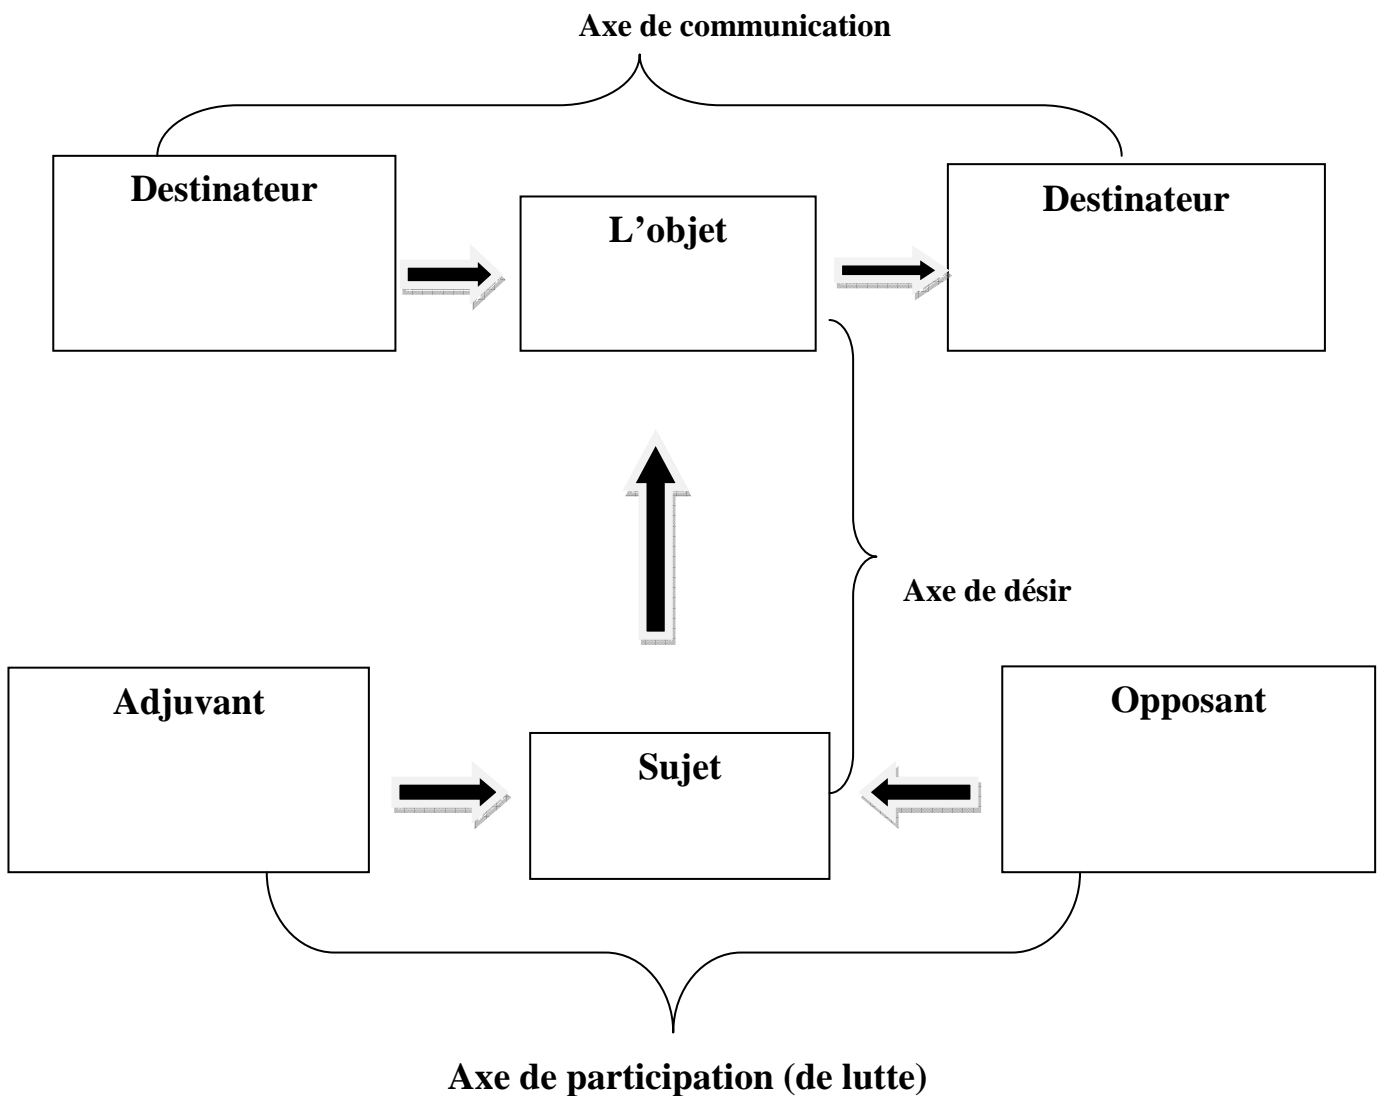 Axe de communication
Destinateur
L’objet
Destinateur
Axe de désir
Adjuvant
Sujet
Opposant
Axe de participation (de lutte)